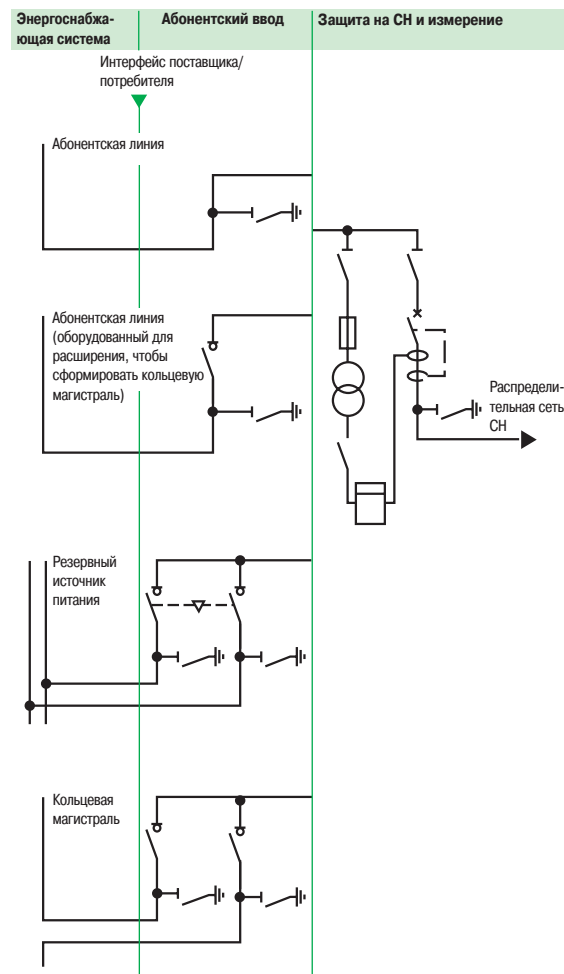 Энергоснабжа-
ющая система
Абонентский ввод
Защита на СН и измерение
Интерфейс поставщика/
потребителя
Абонентская линия
Абонентская линия
(оборудованный для
расширения, чтобы
сформировать кольцевую
магистраль)
Распредели-
тельная сеть
СН
Резервный
источник
питания
Кольцевая
магистраль